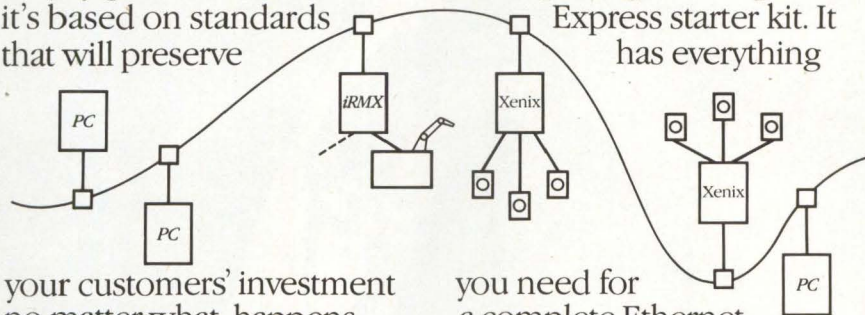 it's based on standards
that will preserve
your customers' investment
no matter what happens
Express starter kit. It
has everything
you need for
a complete Ethernet
PC
PC
iRMX
Xenix
Xenix
PC